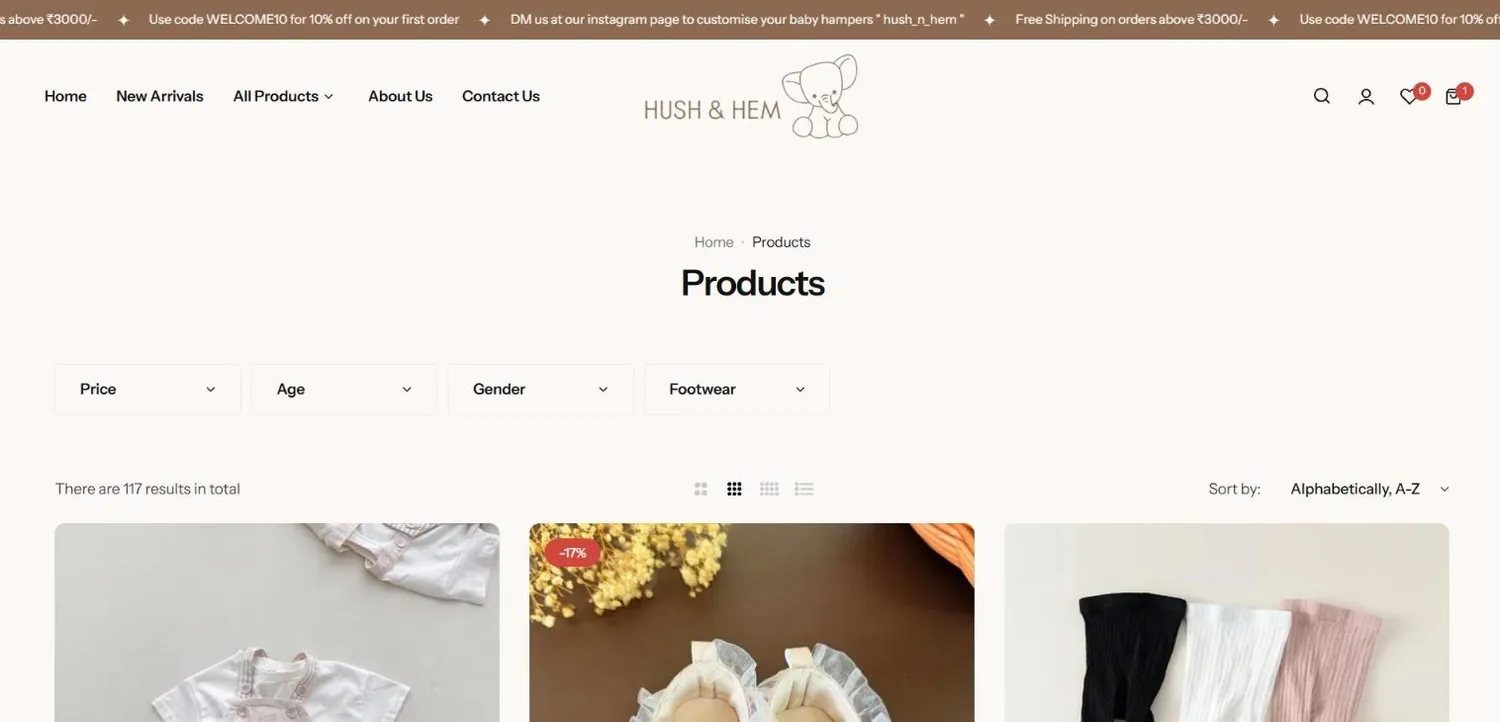 s above ₹3000/- ✦ Use code WELCOME10 for 10% off on your first order ✦ DM us at our instagram page to customise your baby hampers " hush_n_hem " ✦ Free Shipping on orders above ₹3000/- ✦ Use code WELCOME10 for 10% off
Home New Arrivals All Products About Us Contact Us
HUSH & HEM
0 1
Home • Products
Products
Price Age Gender Footwear
There are 117 results in total
Sort by: Alphabetically, A-Z
-17%